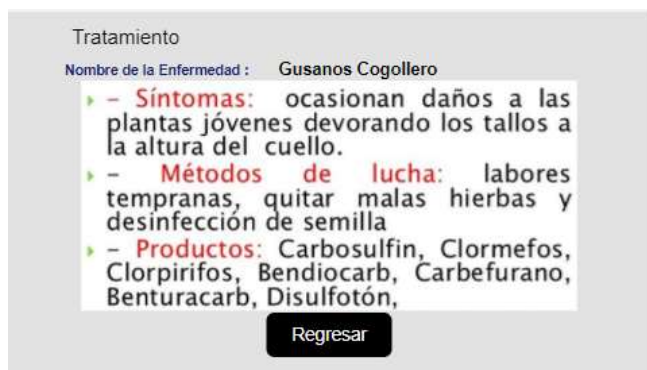 Tratamiento
Nombre de la Enfermedad : Gusanos Cogollero
– Síntomas: ocasionan daños a las
plantas jóvenes devorando los tallos a
la altura del cuello.
– Métodos de lucha: labores
tempranas, quitar malas hierbas y
desinfección de semilla
– Productos: Carbosulfin, Clormefos,
Clorpirifos, Bendiocarb, Carbefurano,
Benturacarb, Disulfotón,
Regresar